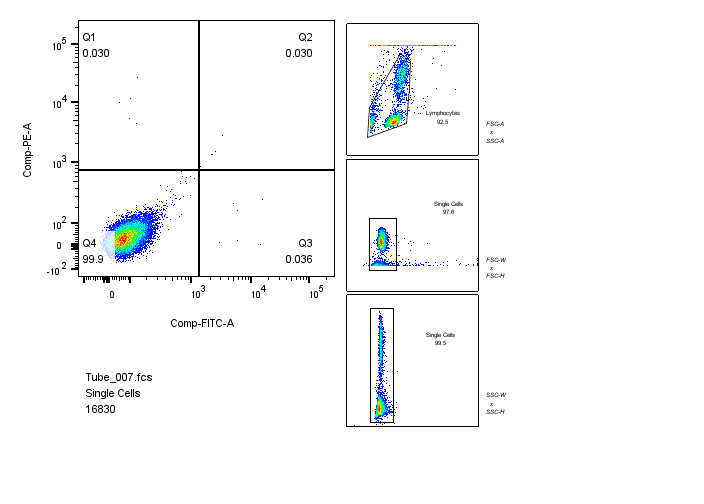 Q1
0.030
Q2
0.030
Q4
99.9
Q3
0.036
10^5
10^4
10^3
10^2
0
-10^2
Comp-PE-A
0
10^3
10^4
10^5
Comp-FITC-A
Tube_007.fcs
Single Cells
16830
Lymphocytes
92.5
FSC-A
x
SSC-A
Single Cells
97.6
FSC-W
x
FSC-H
Single Cells
99.5
SSC-W
x
SSC-H